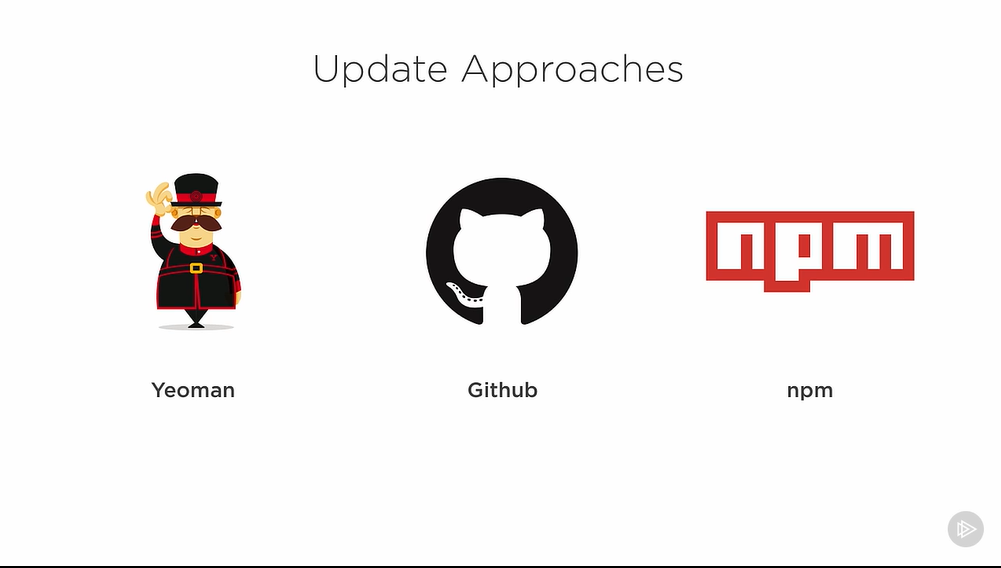 Update Approaches
npm
Yeoman
Github
npm